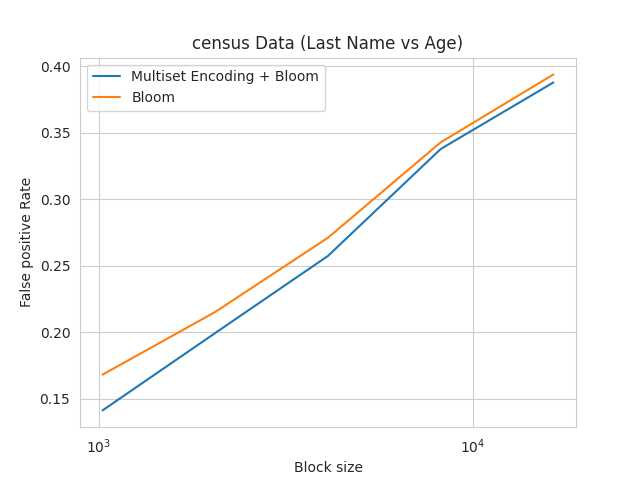 census Data (Last Name vs Age)
Multiset Encoding + Bloom
Bloom
False positive Rate
0.40
0.35
0.30
0.25
0.20
0.15
10³
10⁴
Block size